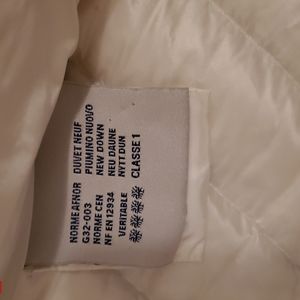 NORME AFNOR
G32-003
NORME CEN
NF EN 12934
VERITABLE
DUVET NEUF
PIUMINO NUOVO
NEW DOWN
NEU DAUNE
NYTT DUN
CLASSE 1